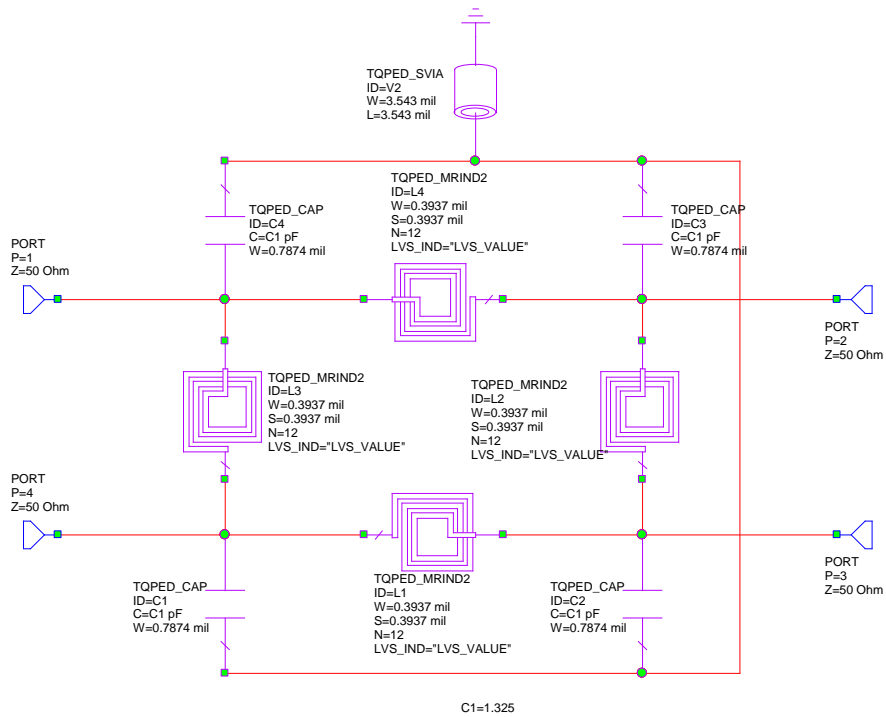 TQPED_SVIA
ID=V2
W=3.543 mil
L=3.543 mil
TQPED_MRIND2
ID=L4
W=0.3937 mil
S=0.3937 mil
N=12
LVS_IND="LVS_VALUE"
TQPED_CAP
ID=C4
C=C1 pF
W=0.7874 mil
TQPED_CAP
ID=C3
C=C1 pF
W=0.7874 mil
PORT
P=1
Z=50 Ohm
PORT
P=2
Z=50 Ohm
TQPED_MRIND2
ID=L3
W=0.3937 mil
S=0.3937 mil
N=12
LVS_IND="LVS_VALUE"
TQPED_MRIND2
ID=L2
W=0.3937 mil
S=0.3937 mil
N=12
LVS_IND="LVS_VALUE"
PORT
P=4
Z=50 Ohm
PORT
P=3
Z=50 Ohm
TQPED_CAP
ID=C1
C=C1 pF
W=0.7874 mil
TQPED_MRIND2
ID=L1
W=0.3937 mil
S=0.3937 mil
N=12
LVS_IND="LVS_VALUE"
TQPED_CAP
ID=C2
C=C1 pF
W=0.7874 mil
C1=1.325